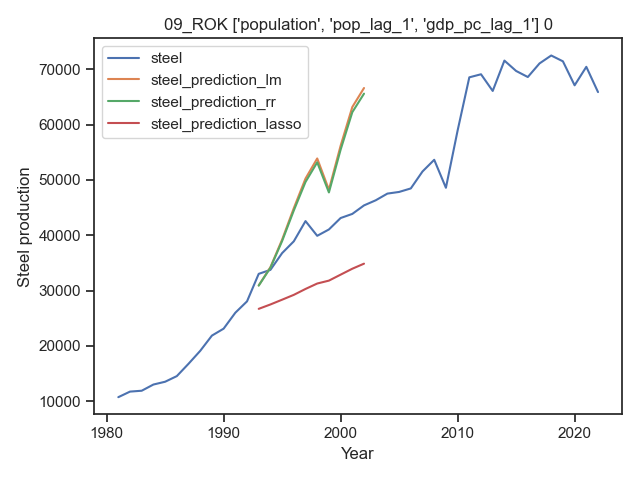 09_ROK ['population', 'pop_lag_1', 'gdp_pc_lag_1'] 0
steel
steel_prediction_lm
steel_prediction_rr
steel_prediction_lasso
70000
60000
50000
40000
30000
20000
10000
Steel production
1980
1990
2000
2010
2020
Year